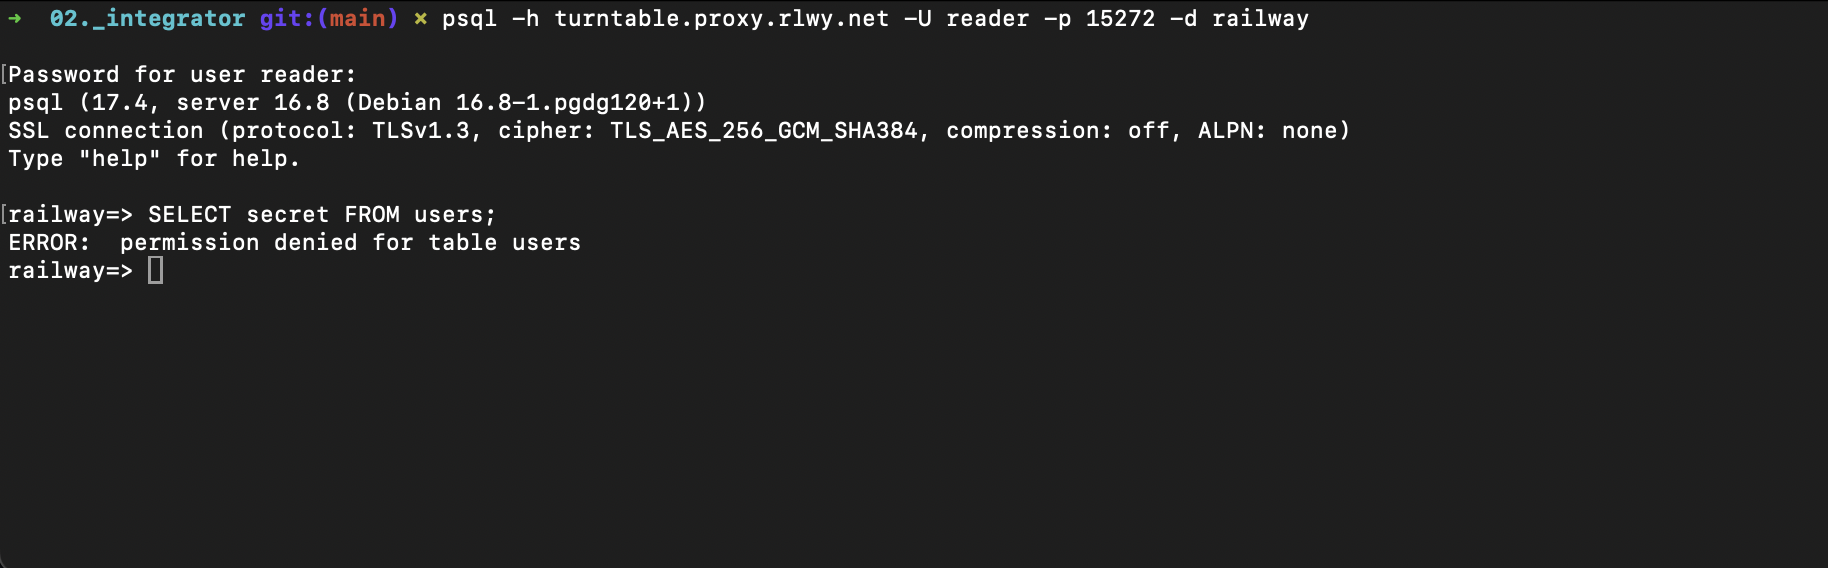 ➜  02._integrator git:(main) ✗ psql -h turntable.proxy.rlwy.net -U reader -p 15272 -d railway
[Password for user reader:
psql (17.4, server 16.8 (Debian 16.8-1.pgdg120+1))
SSL connection (protocol: TLSv1.3, cipher: TLS_AES_256_GCM_SHA384, compression: off, ALPN: none)
Type "help" for help.
[railway=> SELECT secret FROM users;
ERROR:  permission denied for table users
railway=>